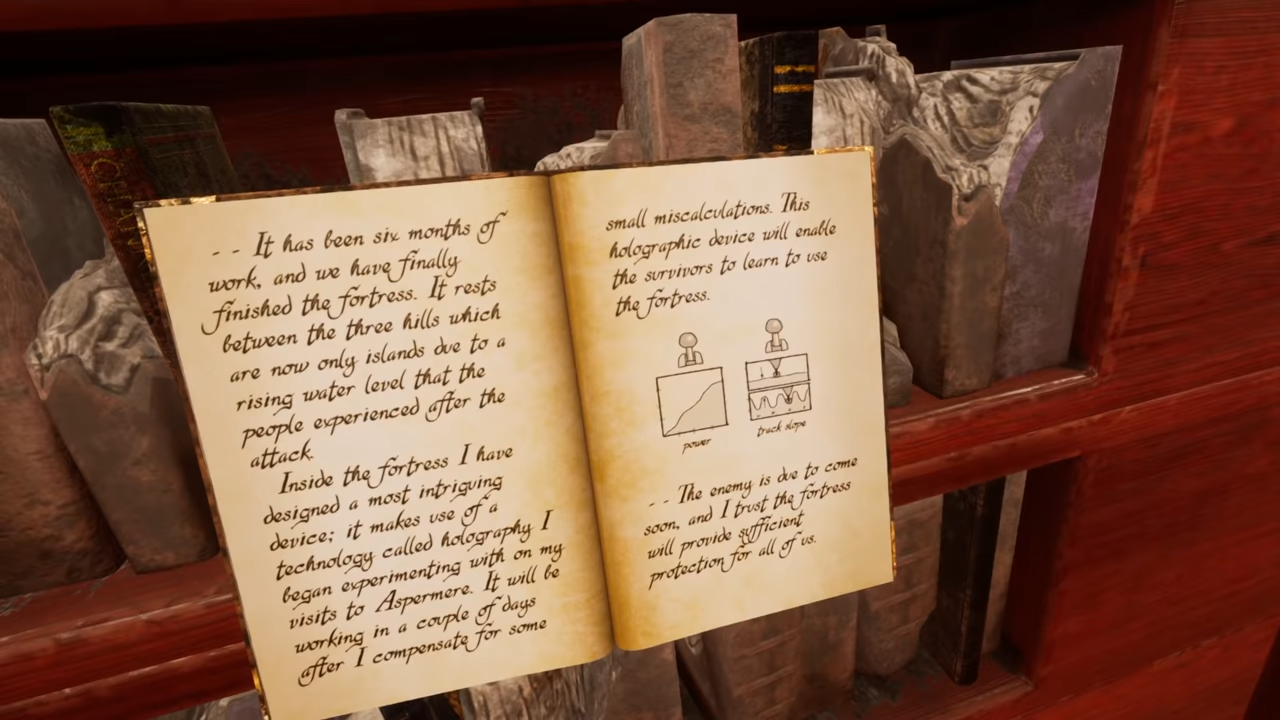 - - It has been six months of
work, and we have finally
finished the fortress. It rests
between the three hills which
are now only islands due to a
rising water level that the
people experienced after the
attack.
Inside the fortress I have
designed a most intriguing
device; it makes use of a
technology called holography I
began experimenting with on my
visits to Aspermere. It will be
working in a couple of days
after I compensate for some
small miscalculations. This
holographic device will enable
the survivors to learn to use
the fortress.
power
track slope
- - The enemy is due to come
soon, and I trust the fortress
will provide sufficient
protection for all of us.